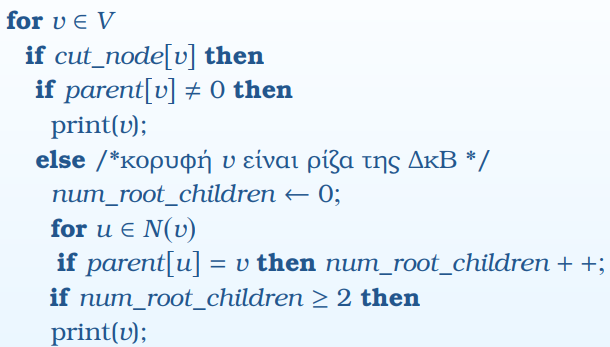 for v ∈ V
if cut_node[v] then
if parent[v] ≠ 0 then
print(v);
else /*κορυφή v είναι ρίζα της ΔκΒ */
num_root_children ← 0;
for u ∈ N(v)
if parent[u] = v then num_root_children + +;
if num_root_children ≥ 2 then
print(v);